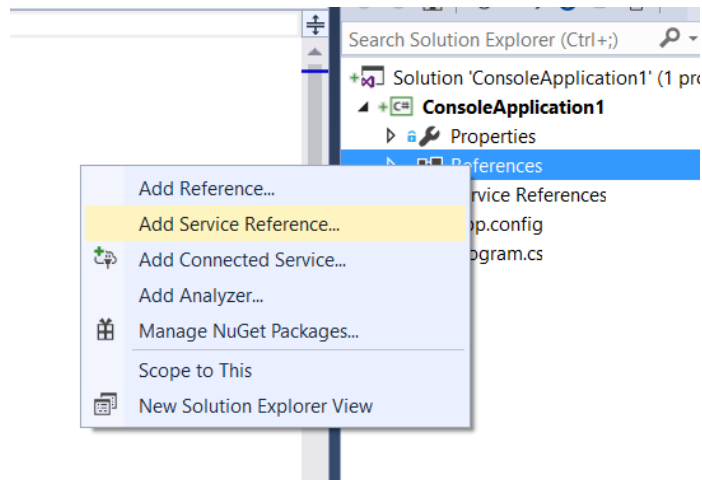 Search Solution Explorer (Ctrl+;)
Solution 'ConsoleApplication1' (1 pro
C# ConsoleApplication1
Properties
References
Add Reference...
rvice References
Add Service Reference...
pp.config
Add Connected Service...
ogram.cs
Add Analyzer...
Manage NuGet Packages...
Scope to This
New Solution Explorer View